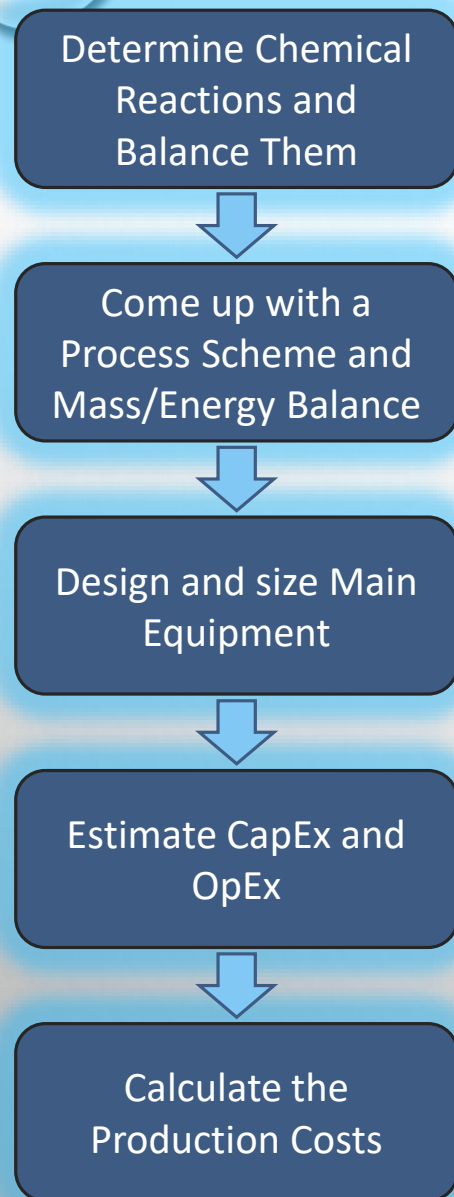 Determine Chemical
Reactions and
Balance Them
Come up with a
Process Scheme and
Mass/Energy Balance
Design and size Main
Equipment
Estimate CapEx and
OpEx
Calculate the
Production Costs